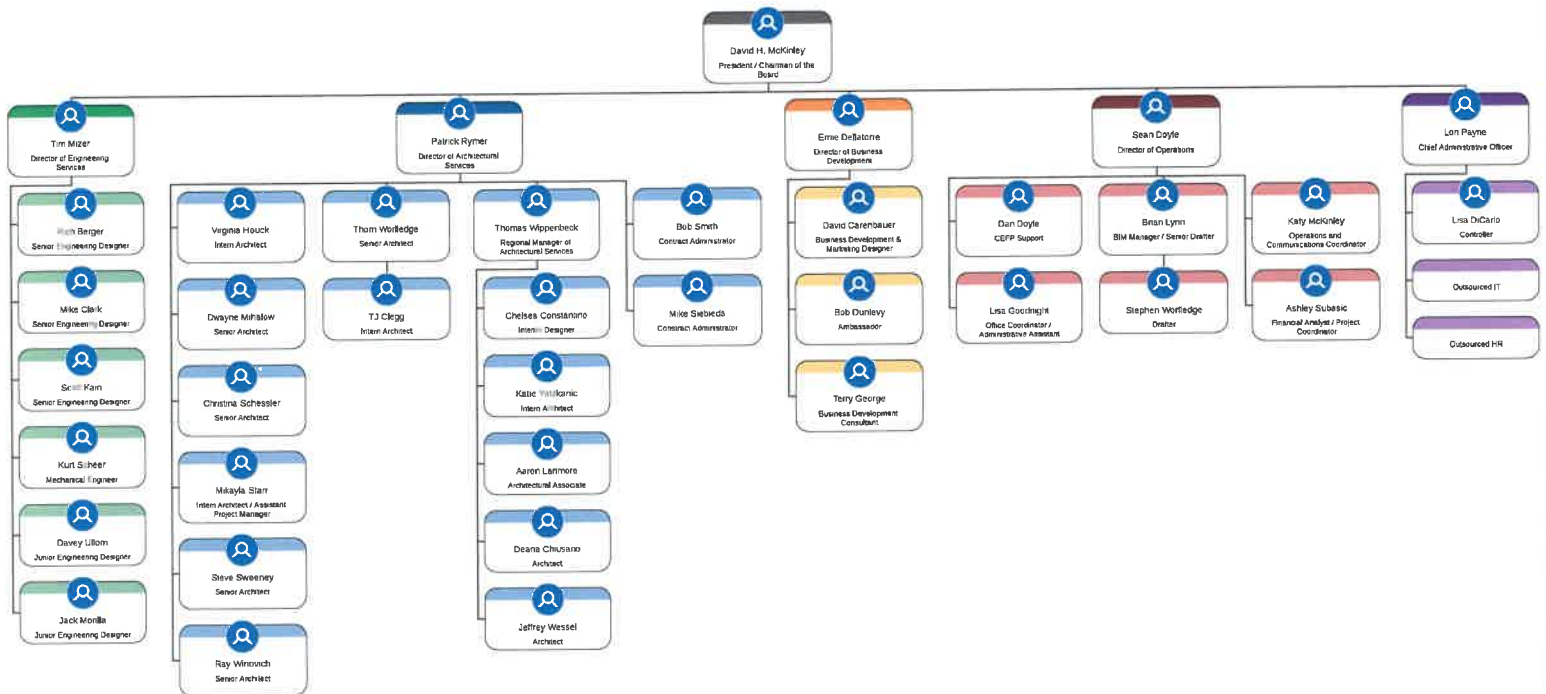 David H. McKinley
President / Chairman of the
Board
Tim Mizer
Director of Engineering
Services
Rich Berger
Senior Engineering Designer
Mike Clark
Senior Engineering Designer
Scott Kain
Senior Engineering Designer
Kurt Scheer
Mechanical Engineer
Davey Ullom
Junior Engineering Designer
Jack Monlla
Junior Engineering Designer
Patrick Rymer
Director of Architectural
Services
Virginia Houck
Intern Architect
Dwayne Mihalow
Senior Architect
Christina Schessler
Senior Architect
Mikayla Starr
Intern Architect / Assistant
Project Manager
Steve Sweeney
Senior Architect
Ray Winovich
Senior Architect
Thom Worlledge
Senior Architect
TJ Clegg
Intern Architect
Thomas Wippenbeck
Regional Manager of
Architectural Services
Chelsea Constantino
Interior Designer
Katie
Intern Architect
Aaron Larimore
Architectural Associate
Deana Chiusano
Architect
Jeffrey Wessel
Architect
Bob Smith
Contract Administrator
Mike Siebieda
Contract Administrator
Ernie Dellatorre
Director of Business
Development
David Carenbauer
Business Development &
Marketing Designer
Bob Dunlevy
Ambassador
Terry George
Business Development
Consultant
Sean Doyle
Director of Operations
Dan Doyle
CEFP Support
Lisa Goodnight
Office Coordinator /
Administrative Assistant
Brian Lynn
BIM Manager / Senior Drafter
Stephen Worlledge
Drafter
Katy McKinley
Operations and
Communications Coordinator
Ashley Subasic
Financial Analyst / Project
Coordinator
Lori Payne
Chief Administrative Officer
Lisa DiCarlo
Controller
Outsourced IT
Outsourced HR